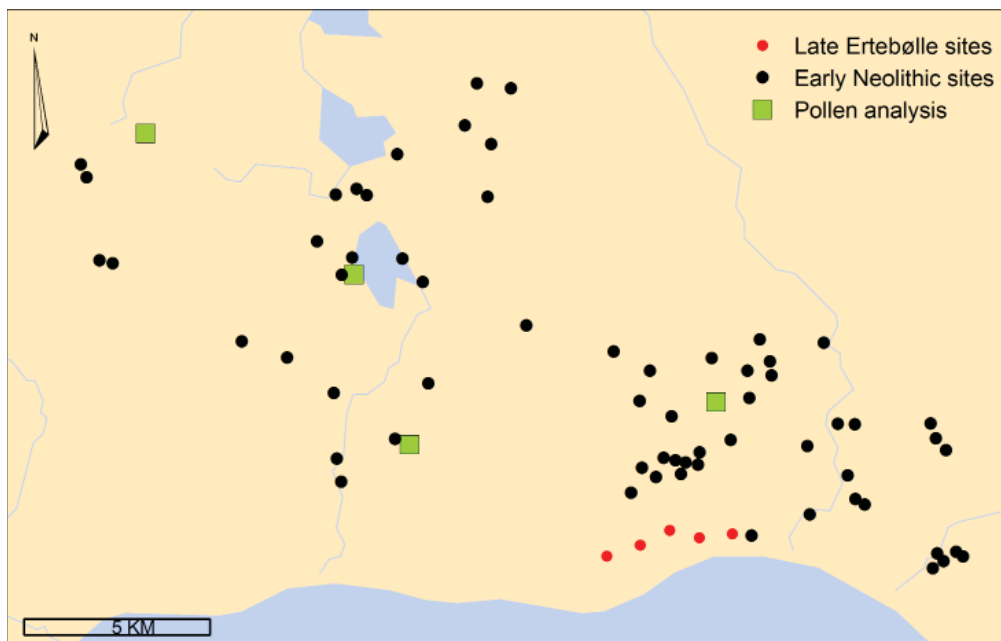 N
Late Ertebølle sites
Early Neolithic sites
Pollen analysis
5 KM